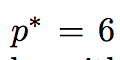 p* = 6